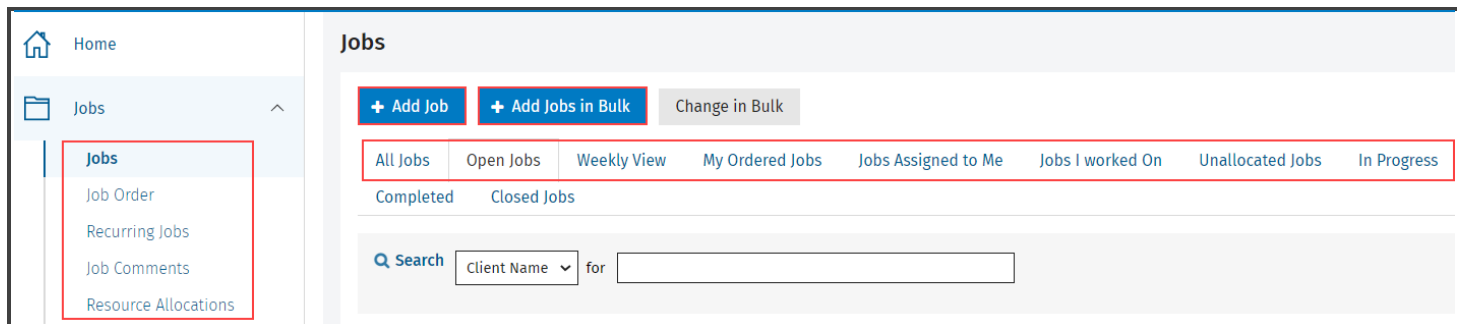 Home
Jobs
Jobs
Job Order
Recurring Jobs
Job Comments
Resource Allocations
Jobs
+ Add Job + Add Jobs in Bulk Change in Bulk
All Jobs Open Jobs Weekly View My Ordered Jobs Jobs Assigned to Me Jobs I worked On Unallocated Jobs In Progress
Completed Closed Jobs
Search Client Name for